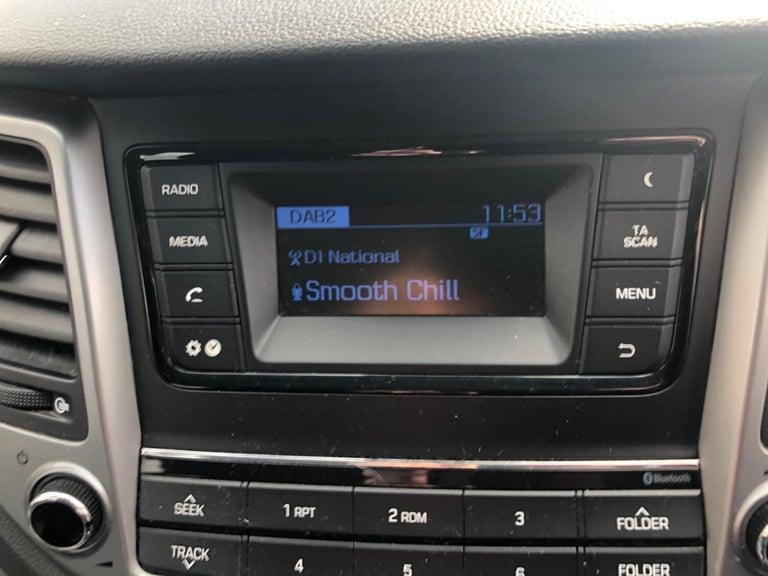 RADIO
MEDIA
DAB2 11:53
SF
D1 National
Smooth Chill
TA
SCAN
MENU
Bluetooth
SEEK
1 RPT
2 RDM
3
FOLDER
TRACK
4
5
6
FOLDER